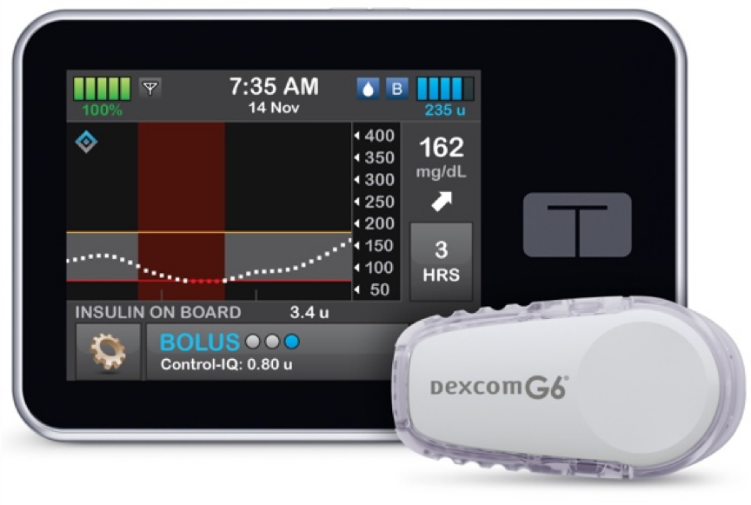 7:35 AM
B
100%
14 Nov
235 u
400
350
300
250
200
150
100
50
162
mg/dL
3
HRS
INSULIN ON BOARD 3.4 u
BOLUS
Control-IQ: 0.80 u
T
Dexcom G6